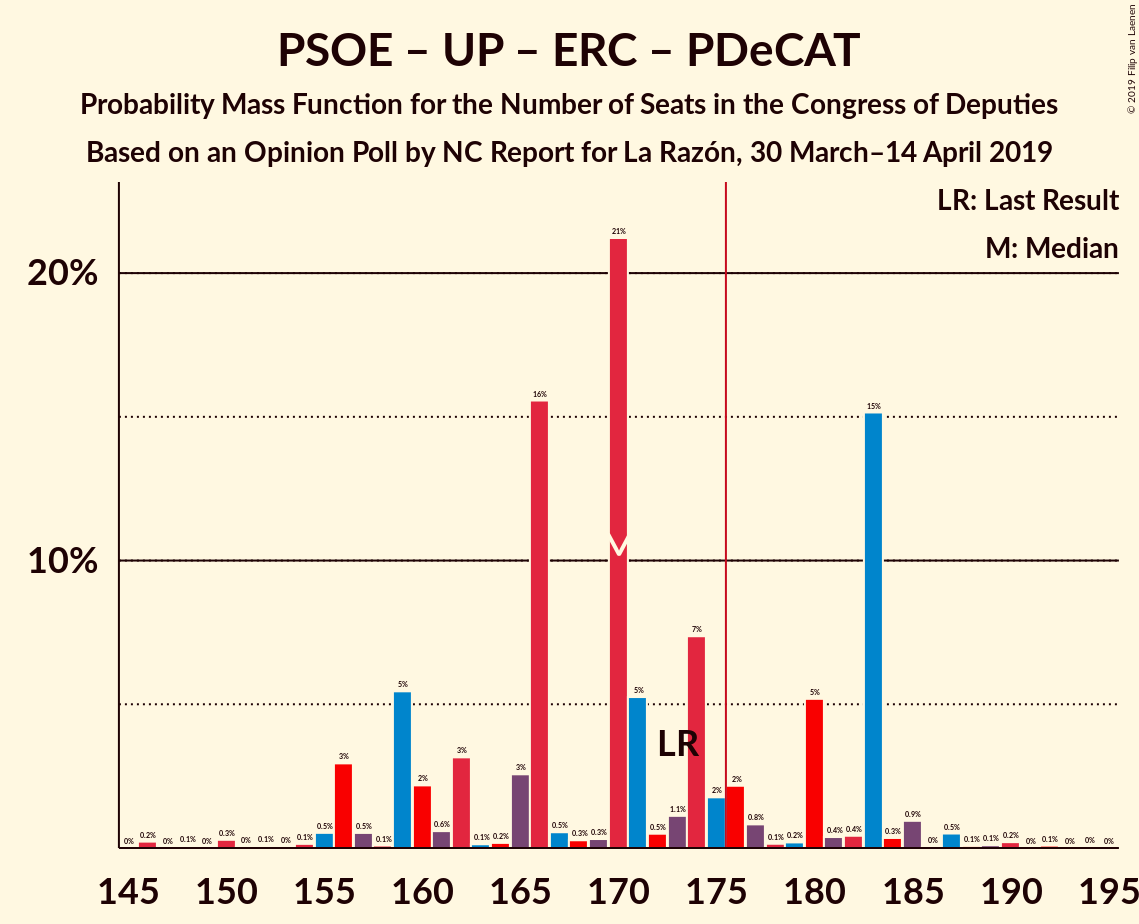 PSOE – UP – ERC – PDeCAT
Probability Mass Function for the Number of Seats in the Congress of Deputies
Based on an Opinion Poll by NC Report for La Razón, 30 March–14 April 2019
© 2019 Filip van Laenen
LR: Last Result
M: Median
20%
10%
0% 0.2% 0% 0.1% 0% 0.3% 0% 0.1% 0% 0.1% 0.5% 3% 0.5% 0.1% 5% 2% 0.6% 3% 0.1% 0.2% 3% 16% 0.5% 0.3% 0.3% 21% 5% 0.5% 1.1% 7% 2% 2% 0.8% 0.1% 0.2% 5% 0.4% 0.4% 15% 0.3% 0.9% 0% 0.5% 0.1% 0.1% 0.2% 0% 0.1% 0% 0% 0%
M
LR
145 150 155 160 165 170 175 180 185 190 195